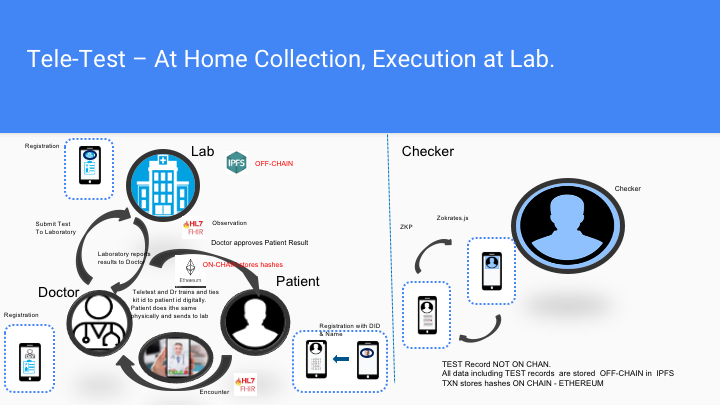 Tele-Test – At Home Collection, Execution at Lab.
Registration
Lab
IPFS
OFF-CHAIN
Submit Test
To Laboratory
HL7
FHIR
Observation
Doctor approves Patient Result
Laboratory reports
results to Doctor
ON-CHAIN stores hashes
Ethereum
Doctor
Patient
Teletest and Dr trains and ties
kit id to patient id digitally.
Patient does ithe same
physically and sends to lab
Registration
Registration with DID
& Name
Encounter
HL7
FHIR
Checker
Checker
Zokrates.js
ZKP
TEST Record NOT ON CHAN.
All data including TEST records are stored OFF-CHAIN in IPFS
TXN stores hashes ON CHAIN - ETHEREUM